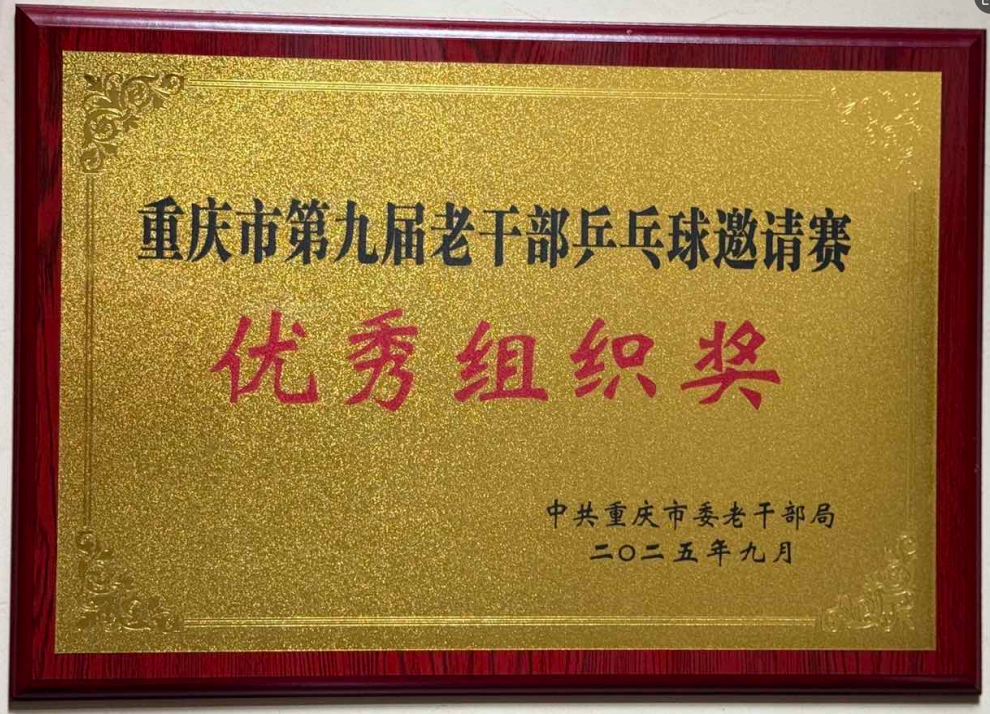 重庆市第九届老干部乒乓球邀请赛
优秀组织奖
中共重庆市委老干部局
二〇二五年九月